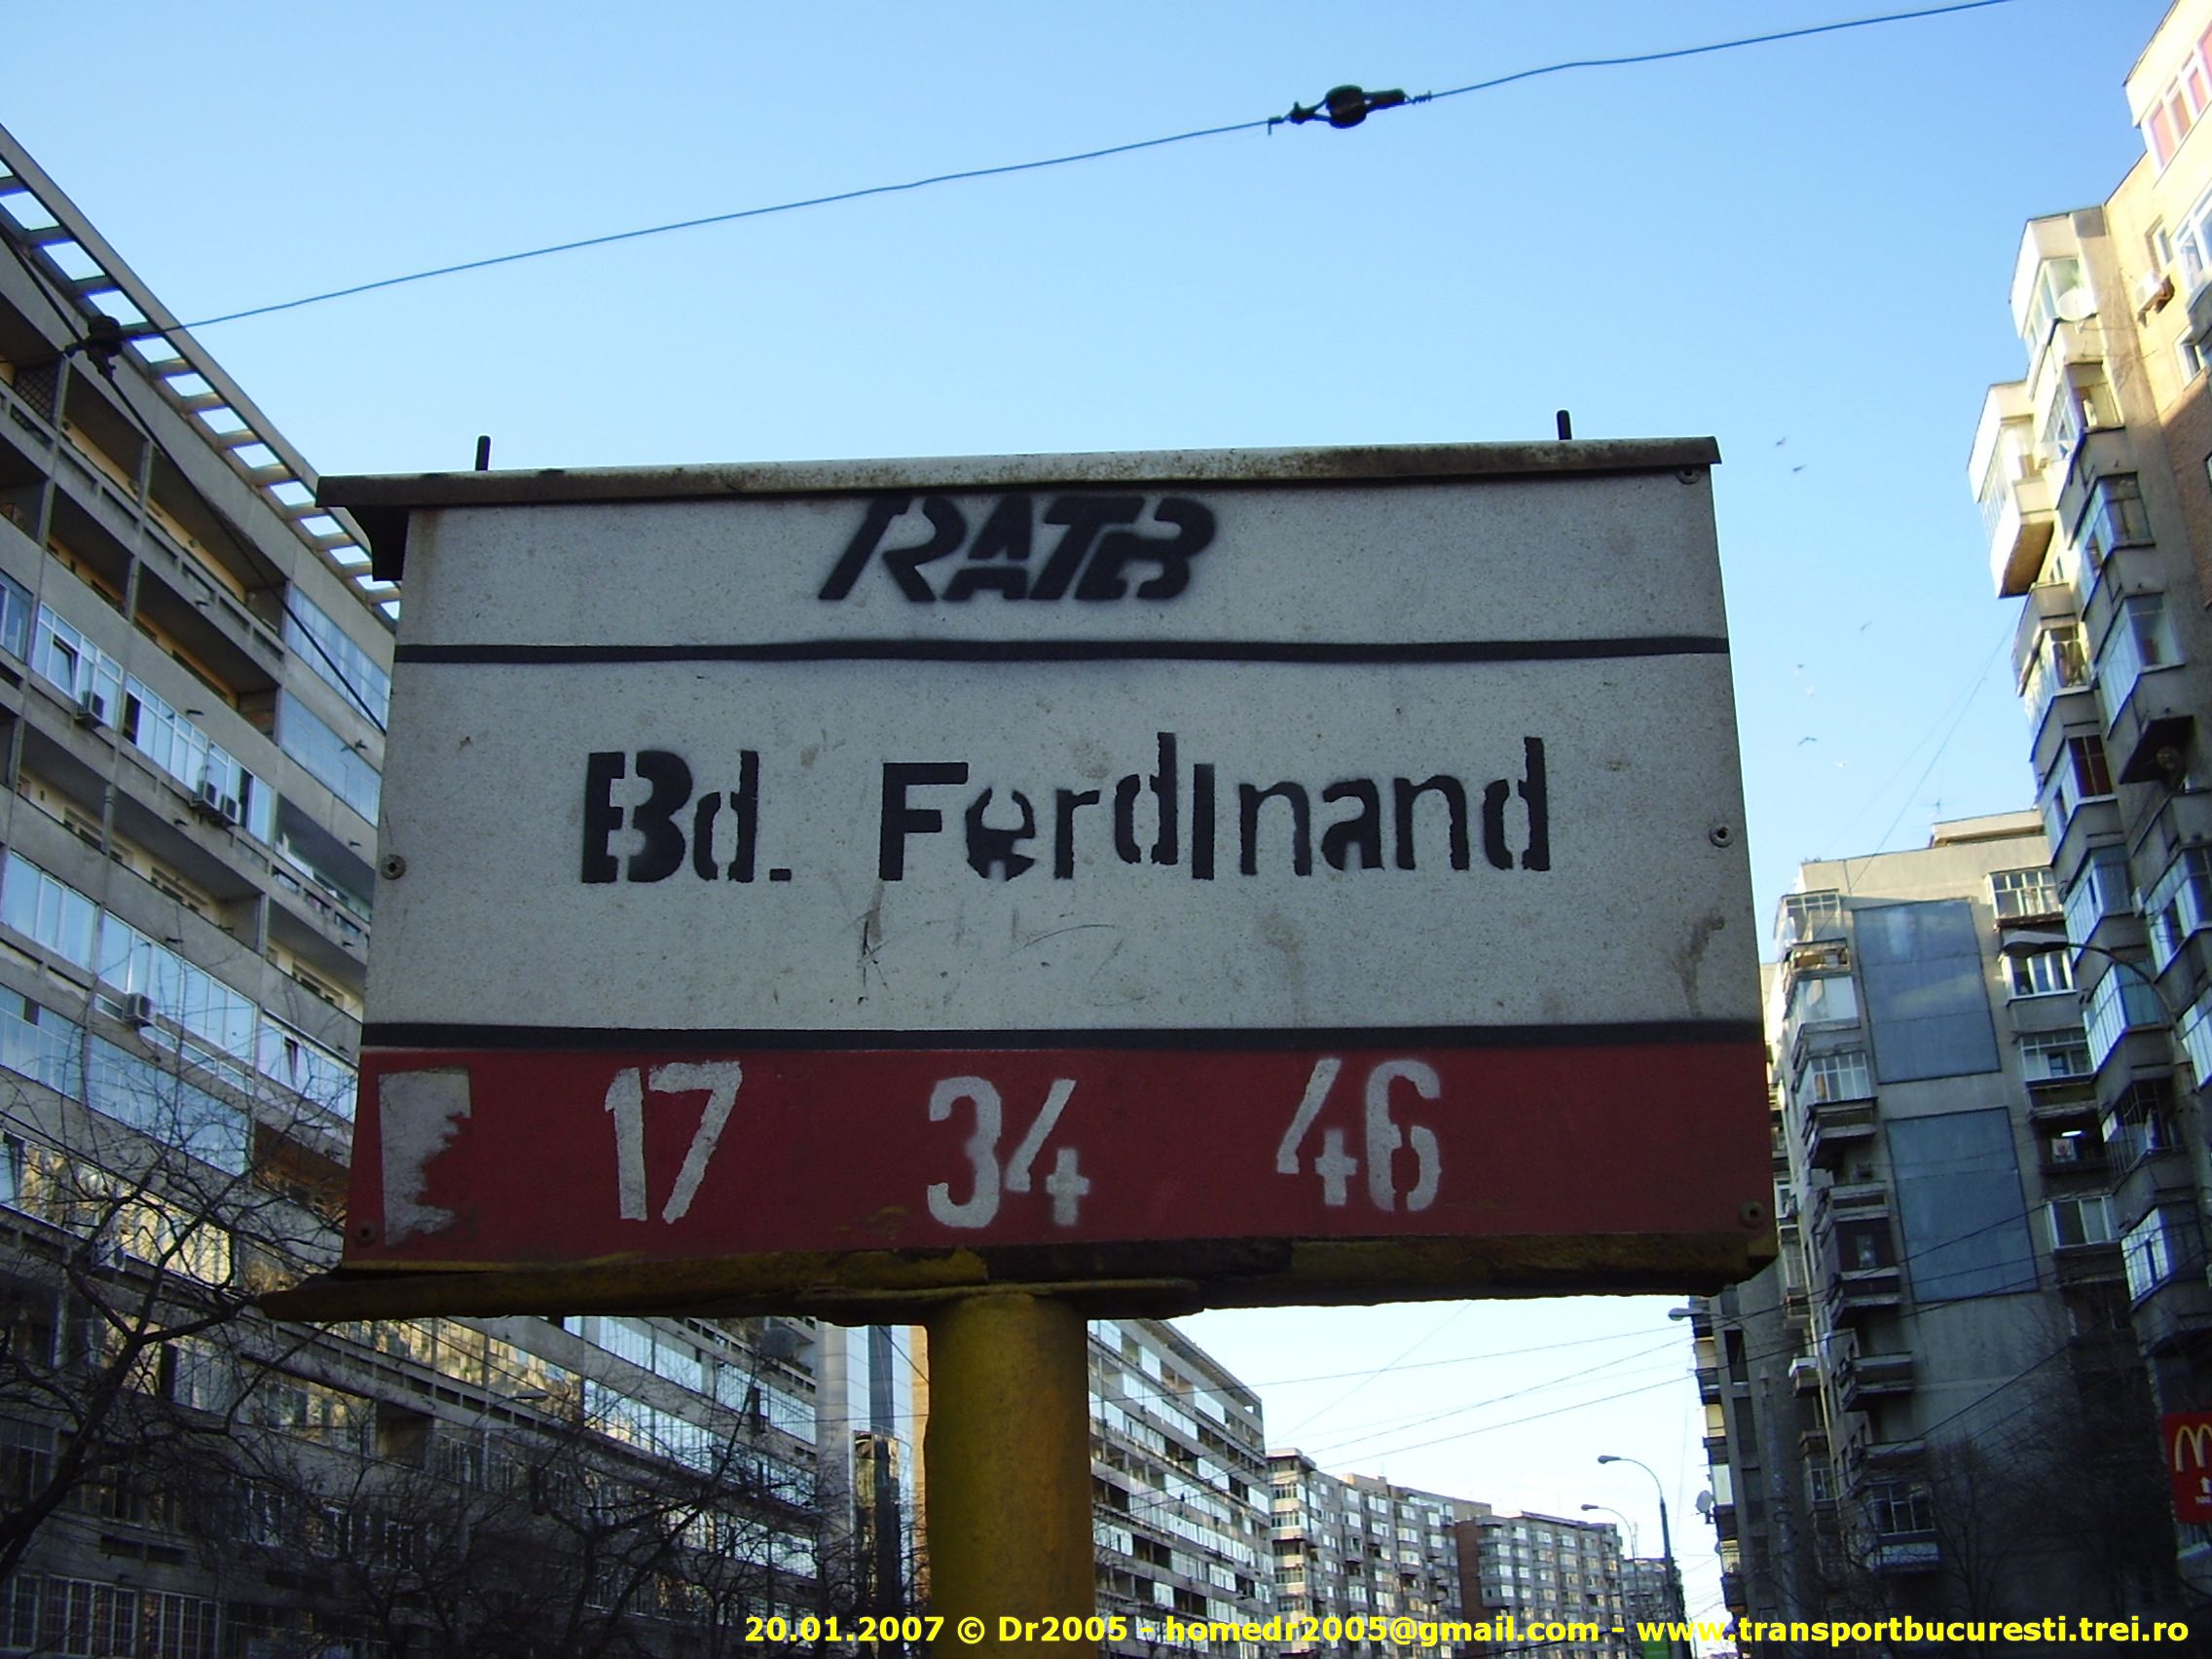 RATB
Bd. FerdInand
17 34 46
20.01.2007 © Dr2005 - homedr2005@gmail.com - www.transportbucuresti.trei.ro